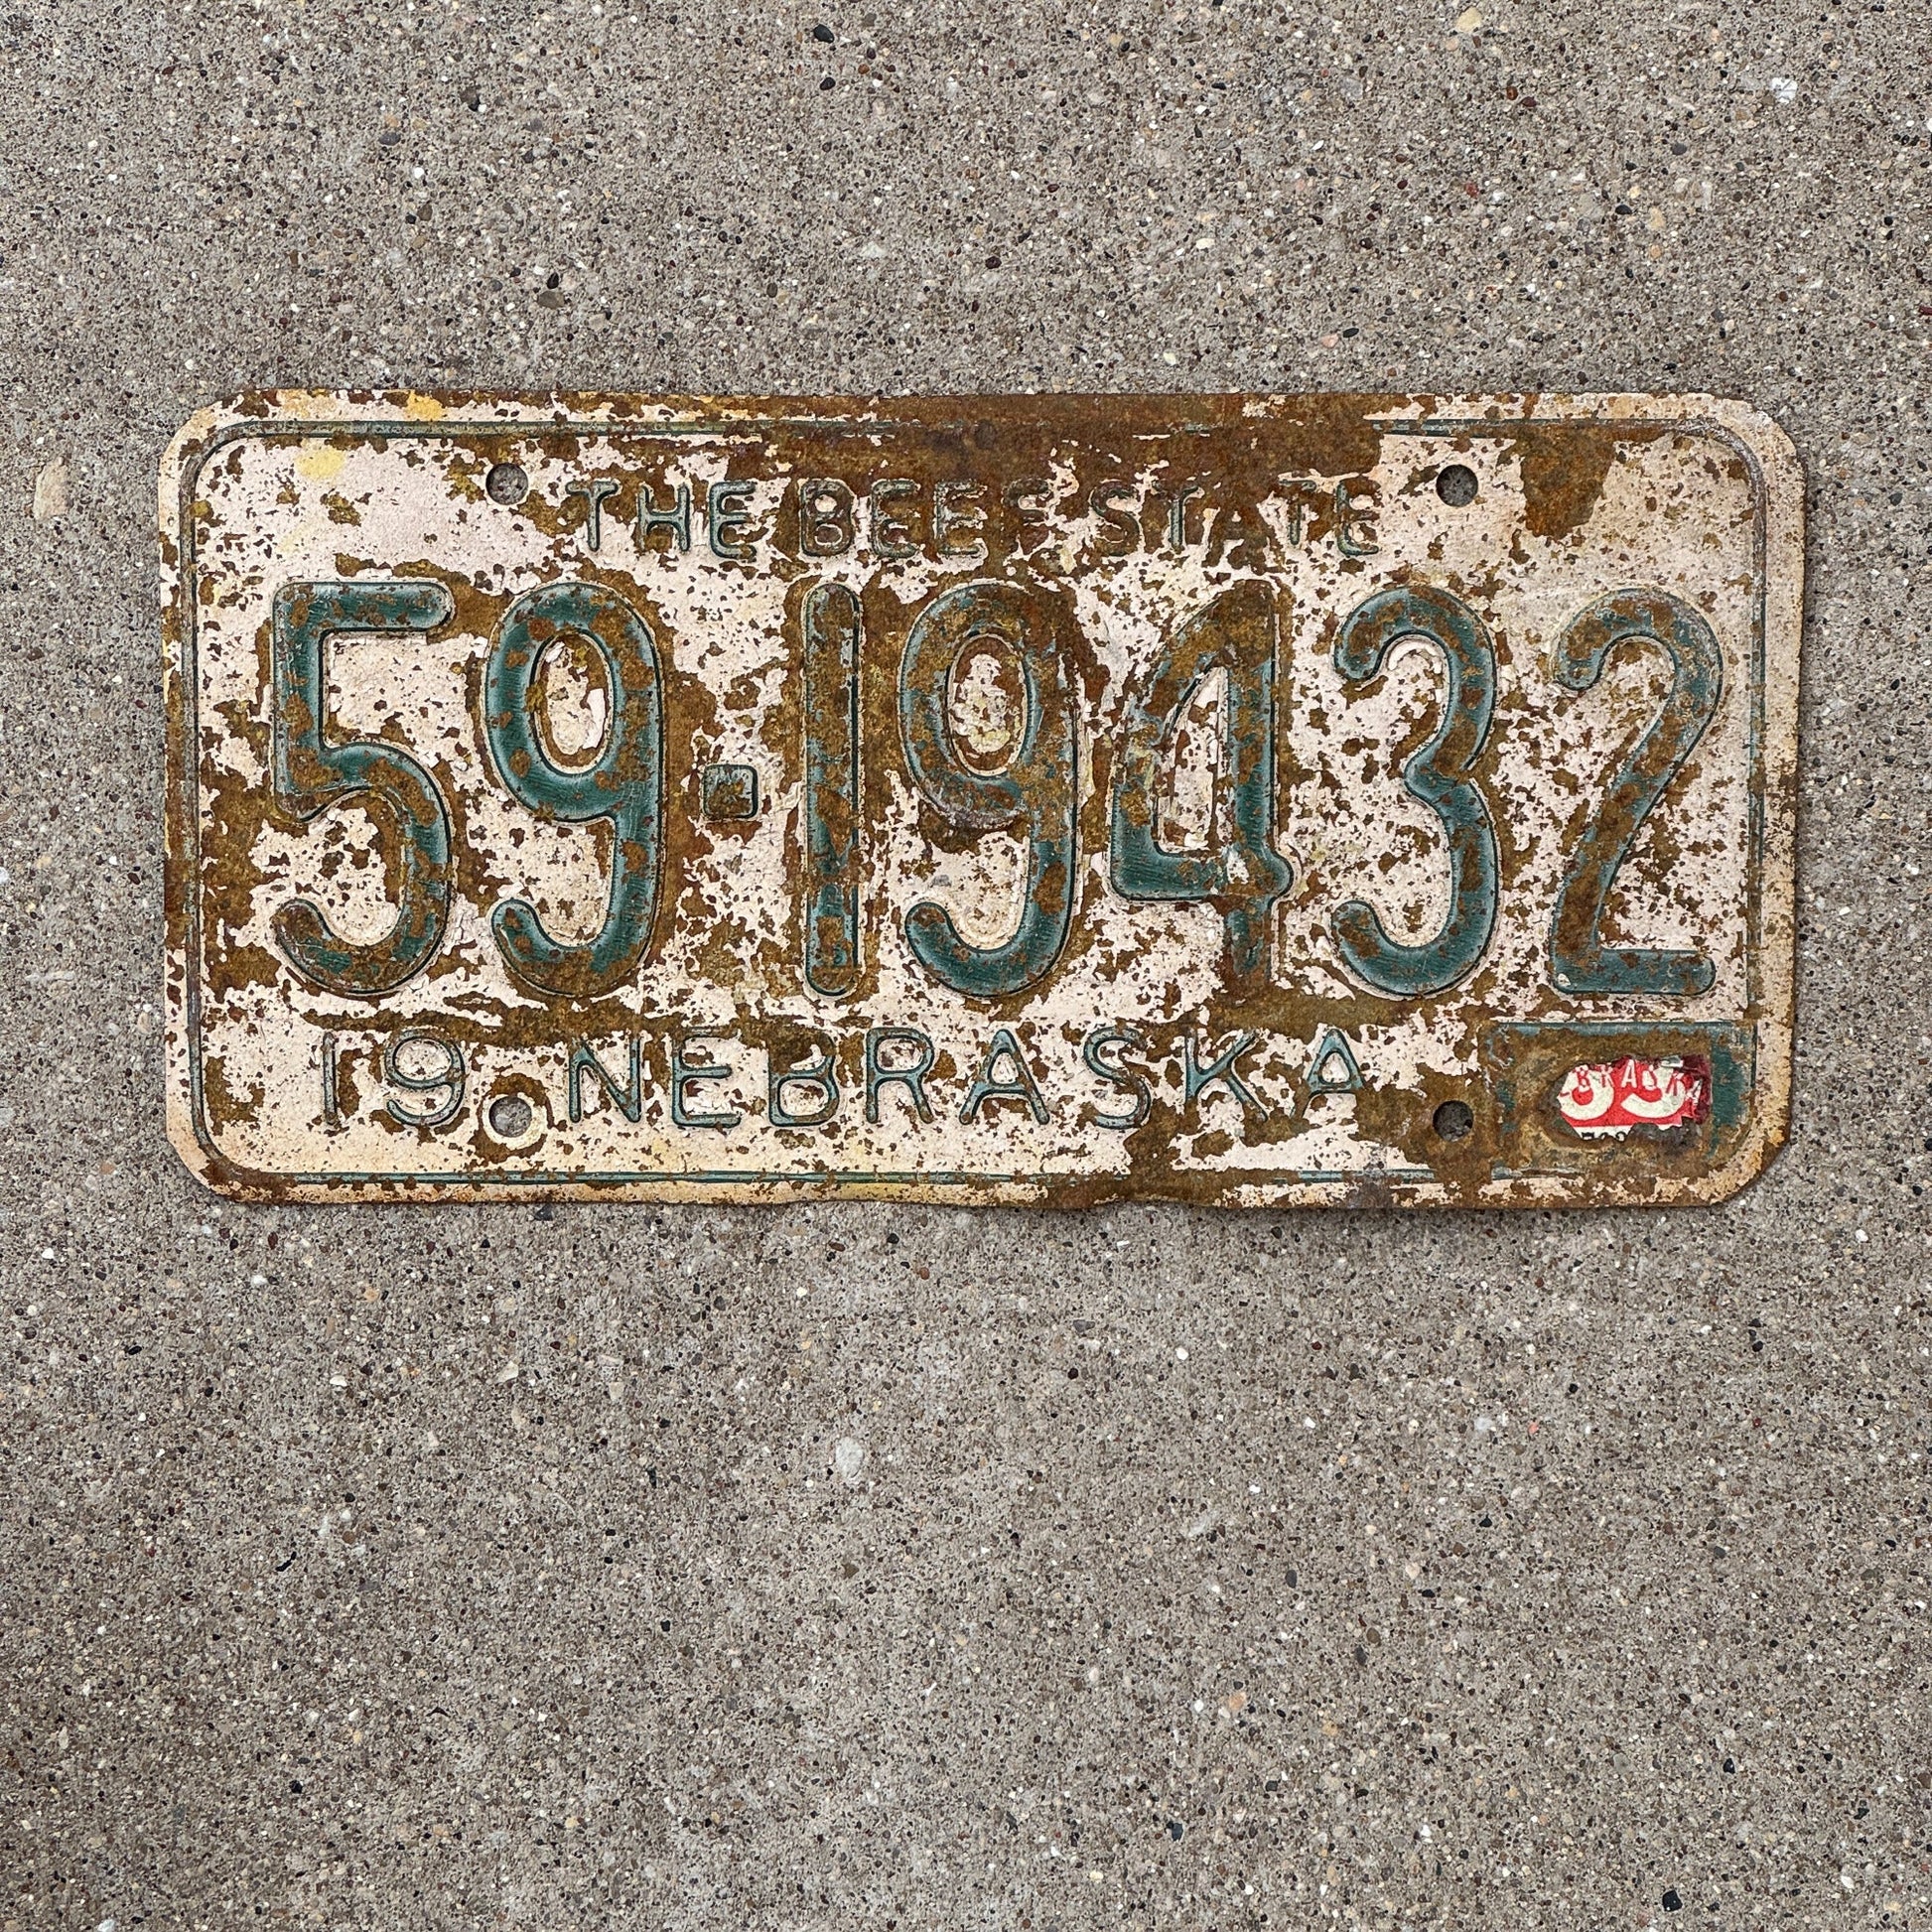 THE BEEF STATE
59-19432
19 NEBRASKA